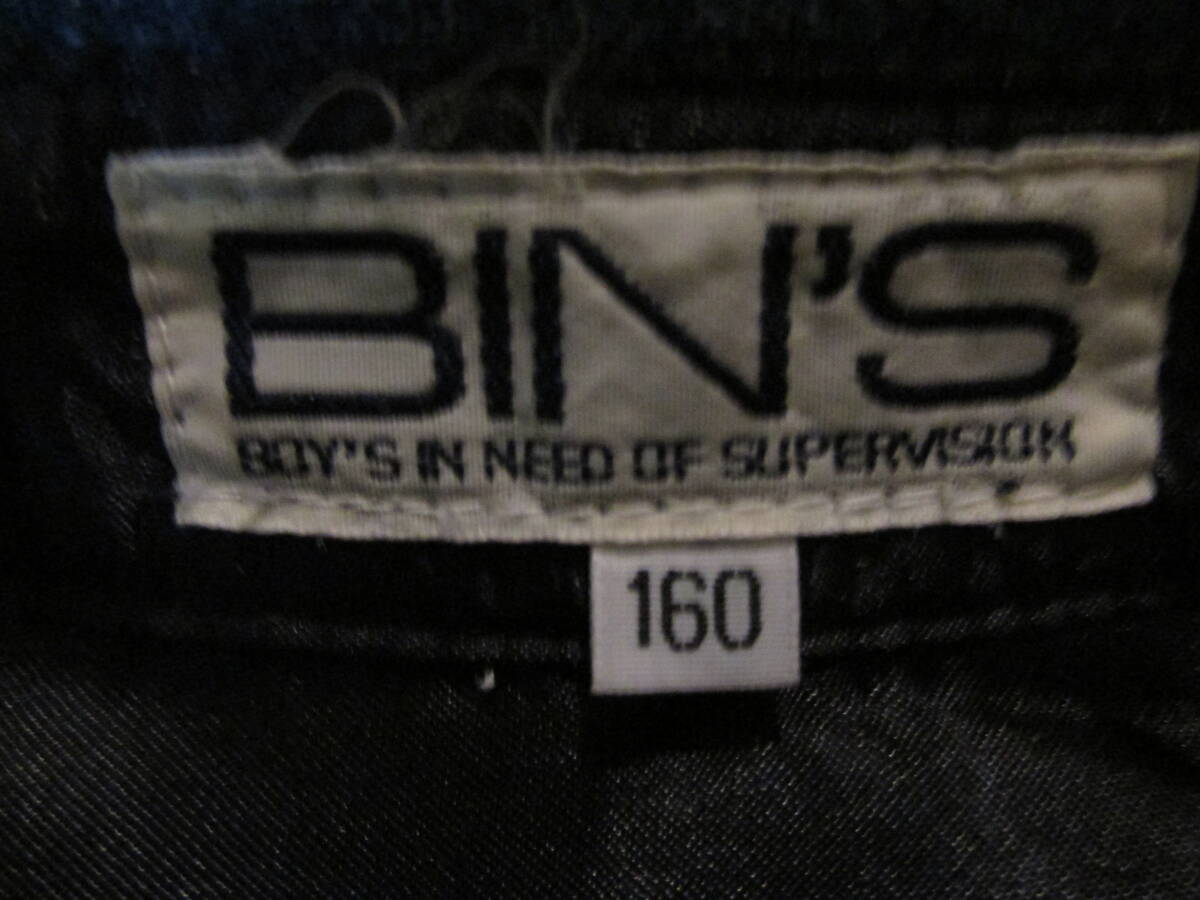 BIN'S
BOY'S IN NEED OF SUPERVISION
160